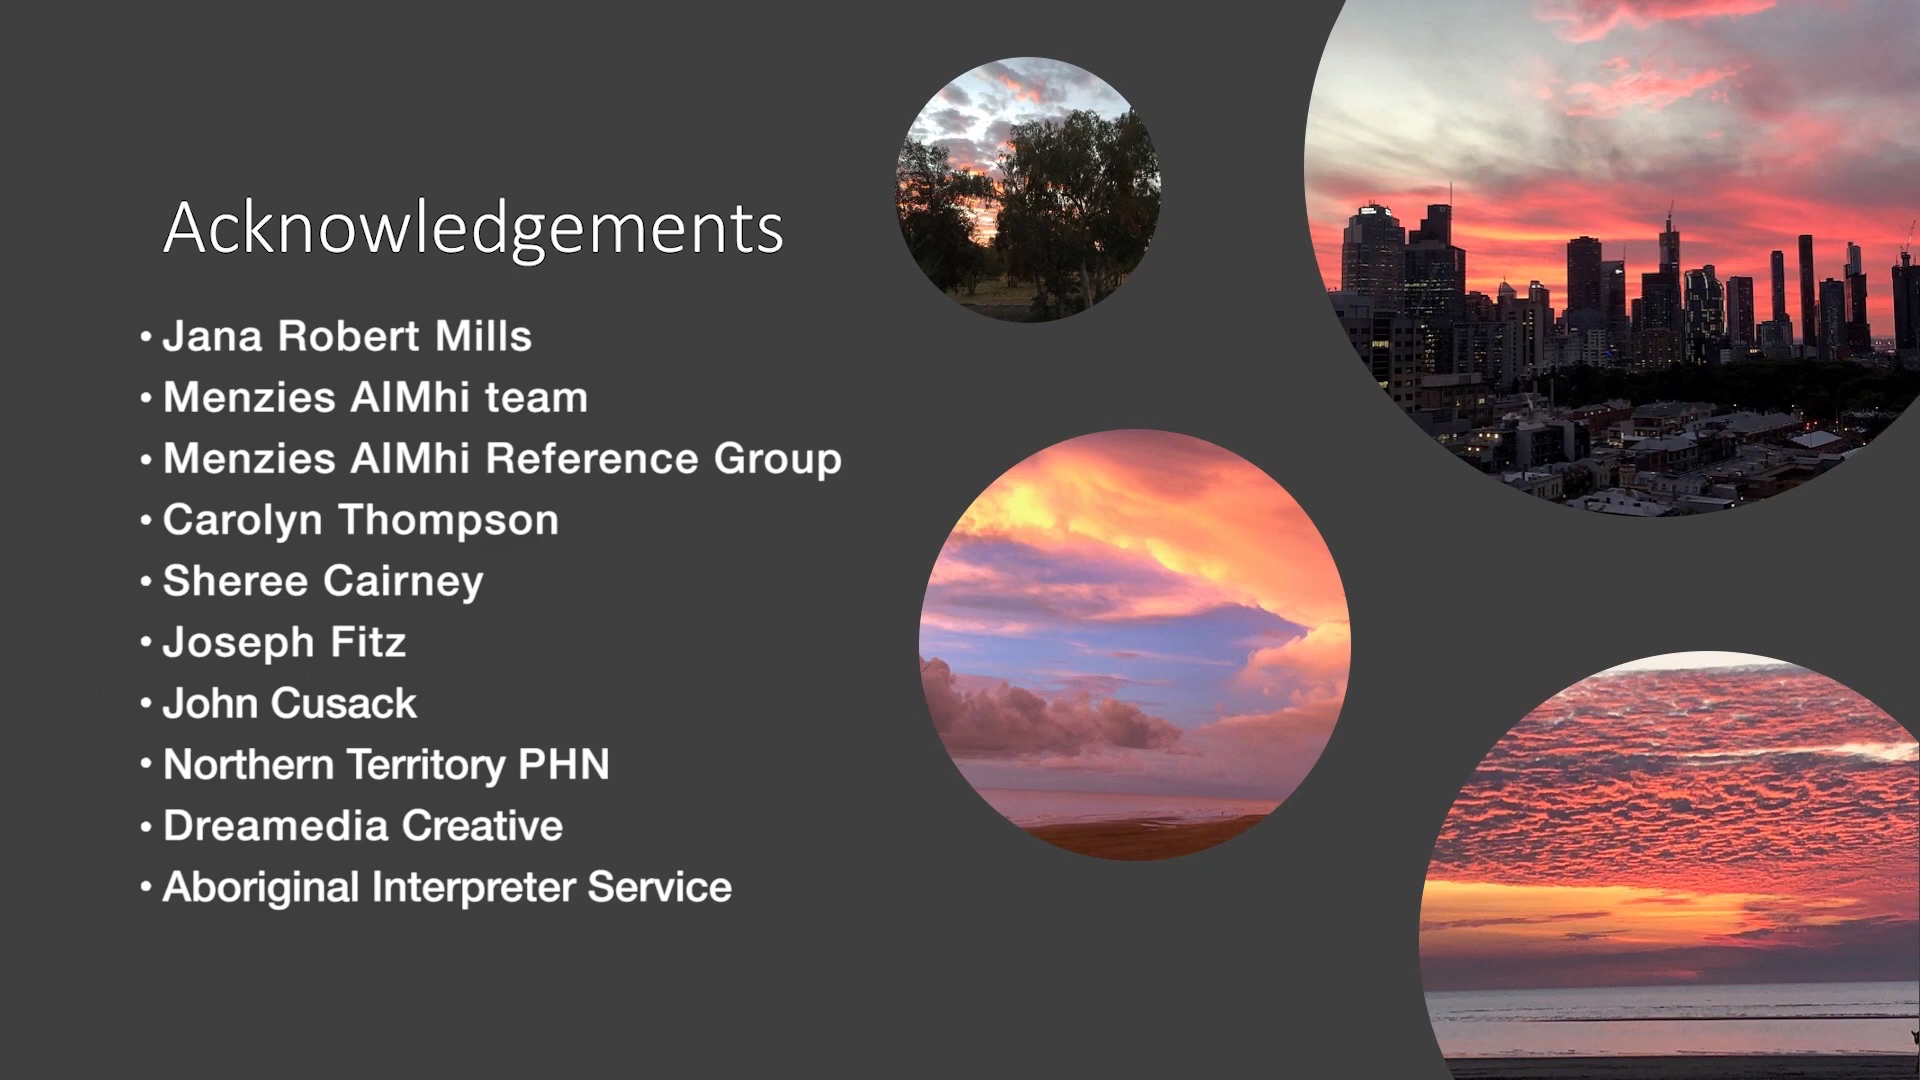 Acknowledgements
• Jana Robert Mills
• Menzies AIMhi team
• Menzies AIMhi Reference Group
• Carolyn Thompson
• Sheree Cairney
• Joseph Fitz
• John Cusack
• Northern Territory PHN
• Dreamedia Creative
• Aboriginal Interpreter Service